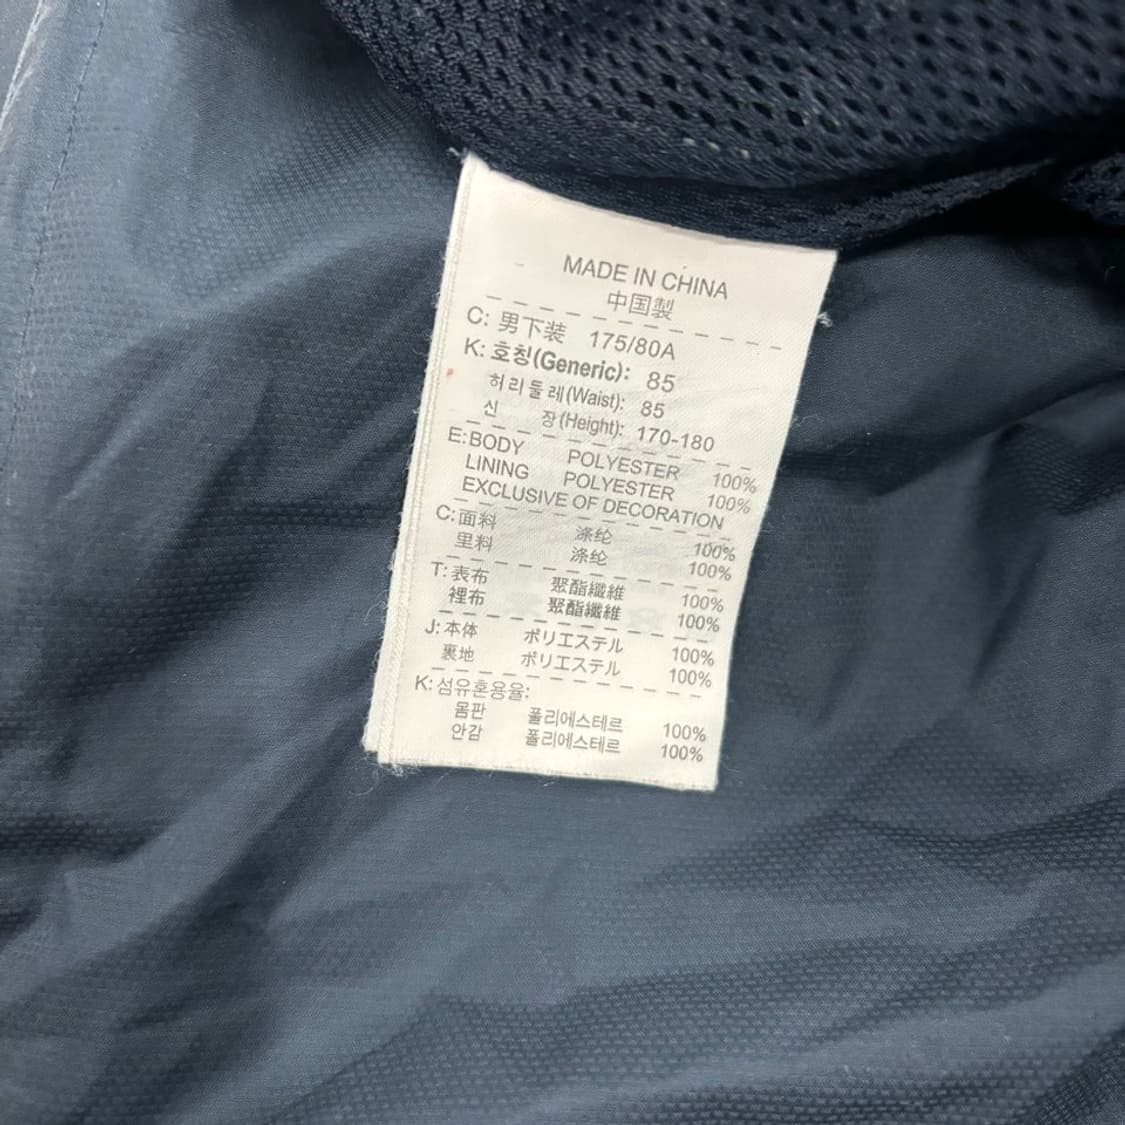 MADE IN CHINA
中国製
C: 男下装 175/80A
K: 호칭(Generic): 85
허리둘레(Waist): 85
신 장(Height): 170-180
E: BODY POLYESTER 100%
LINING POLYESTER 100%
EXCLUSIVE OF DECORATION
C: 面料 涤纶 100%
里料 涤纶 100%
T: 表布 聚酯纖維 100%
裡布 聚酯纖維 100%
J: 本体 ポリエステル 100%
裏地 ポリエステル 100%
K: 섬유혼용율:
몸판 폴리에스테르 100%
안감 폴리에스테르 100%